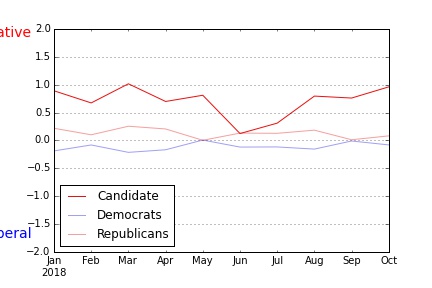 ative
2.0
1.5
1.0
0.5
0.0
−0.5
−1.0
−1.5
−2.0
peral
Candidate
Democrats
Republicans
Jan Feb Mar Apr May Jun Jul Aug Sep Oct
2018